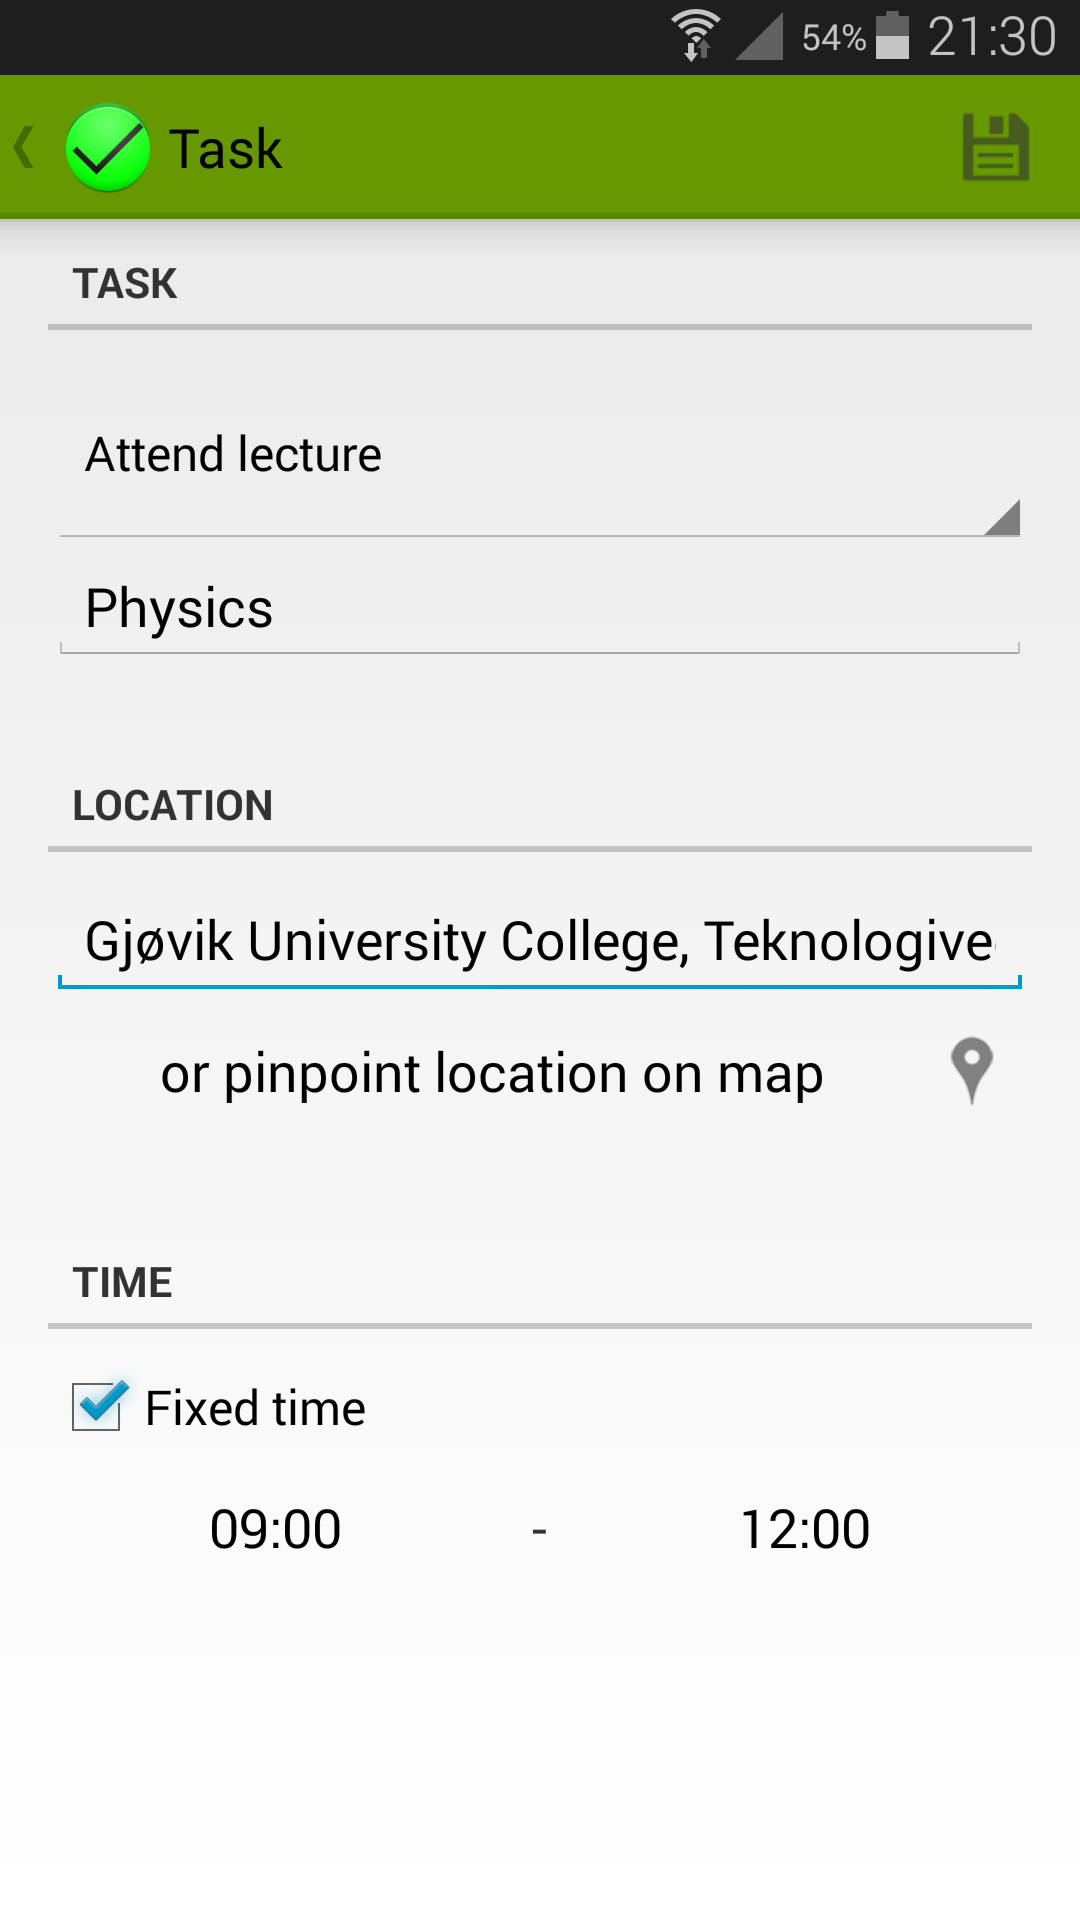 54% 21:30
Task
TASK
Attend lecture
Physics
LOCATION
Gjøvik University College, Teknologive
or pinpoint location on map
TIME
Fixed time
09:00 - 12:00